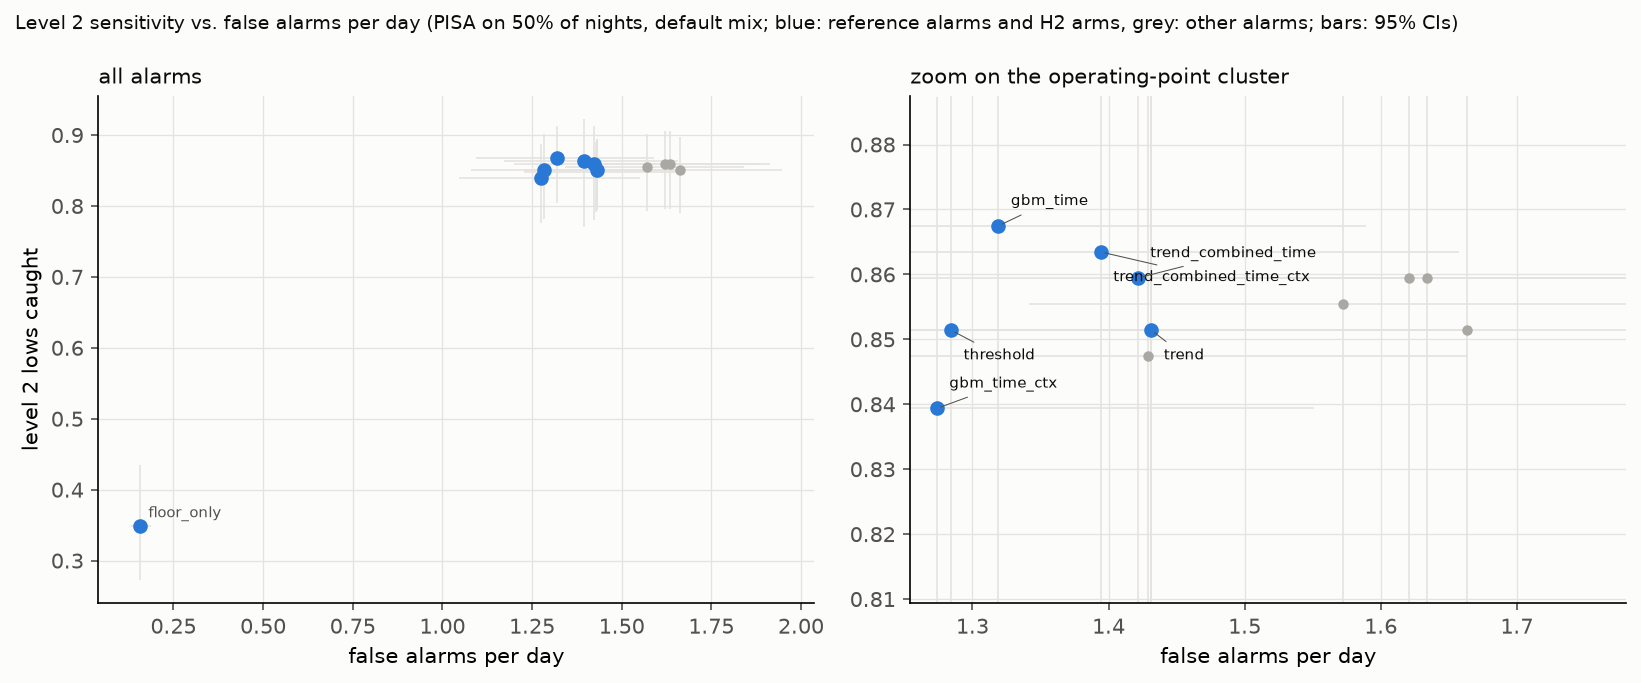 Level 2 sensitivity vs. false alarms per day (PISA on 50% of nights, default mix; blue: reference alarms and H2 arms, grey: other alarms; bars: 95% CIs)
all alarms
level 2 lows caught
0.9
0.8
0.7
0.6
0.5
0.4
0.3
floor_only
0.25 0.50 0.75 1.00 1.25 1.50 1.75 2.00
false alarms per day
zoom on the operating-point cluster
0.88
0.87
0.86
0.85
0.84
0.83
0.82
0.81
gbm_time
trend_combined_time
trend_combined_time_ctx
threshold
trend
gbm_time_ctx
1.3 1.4 1.5 1.6 1.7
false alarms per day